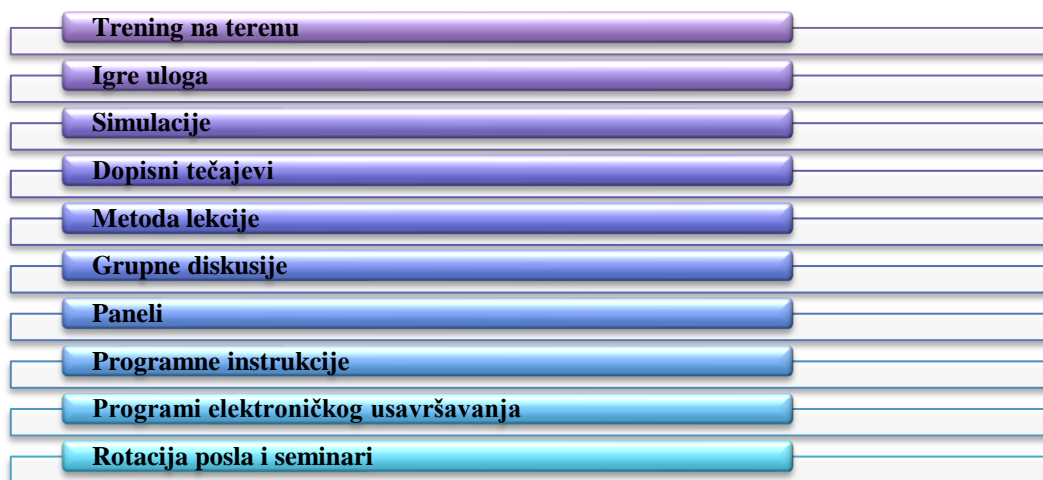 Trening na terenu
Igre uloga
Simulacije
Dopisni tečajevi
Metoda lekcije
Grupne diskusije
Paneli
Programne instrukcije
Programi elektroničkog usavršavanja
Rotacija posla i seminari